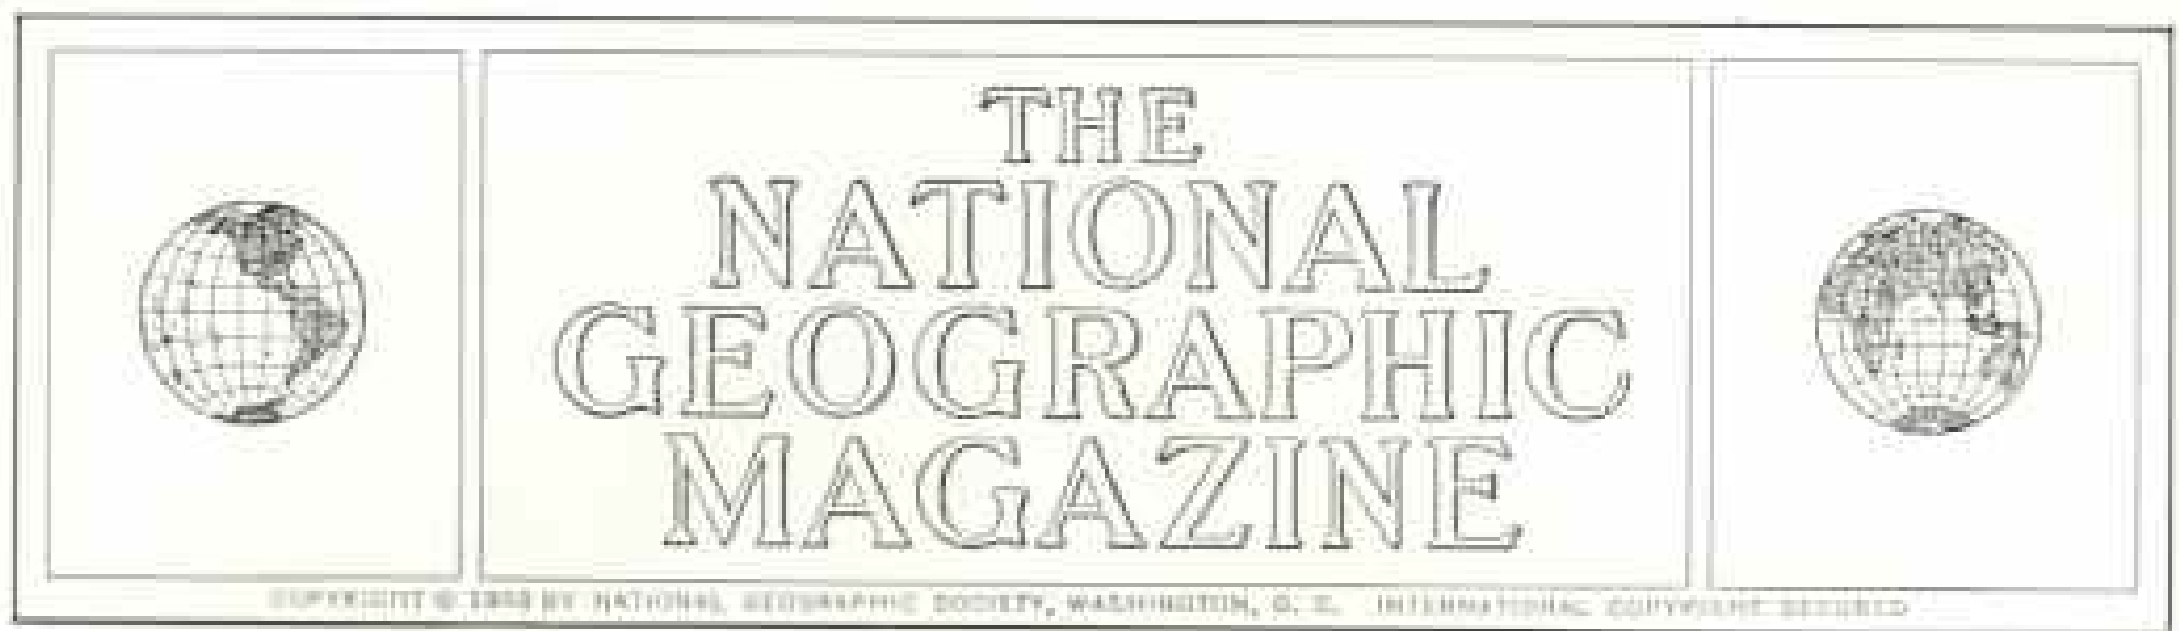 THE
NATIONAL
GEOGRAPHIC
MAGAZINE
COPYRIGHT © BY NATIONAL GEOGRAPHIC SOCIETY, WASHINGTON, D. C. INTERNATIONAL COPYRIGHT SECURED